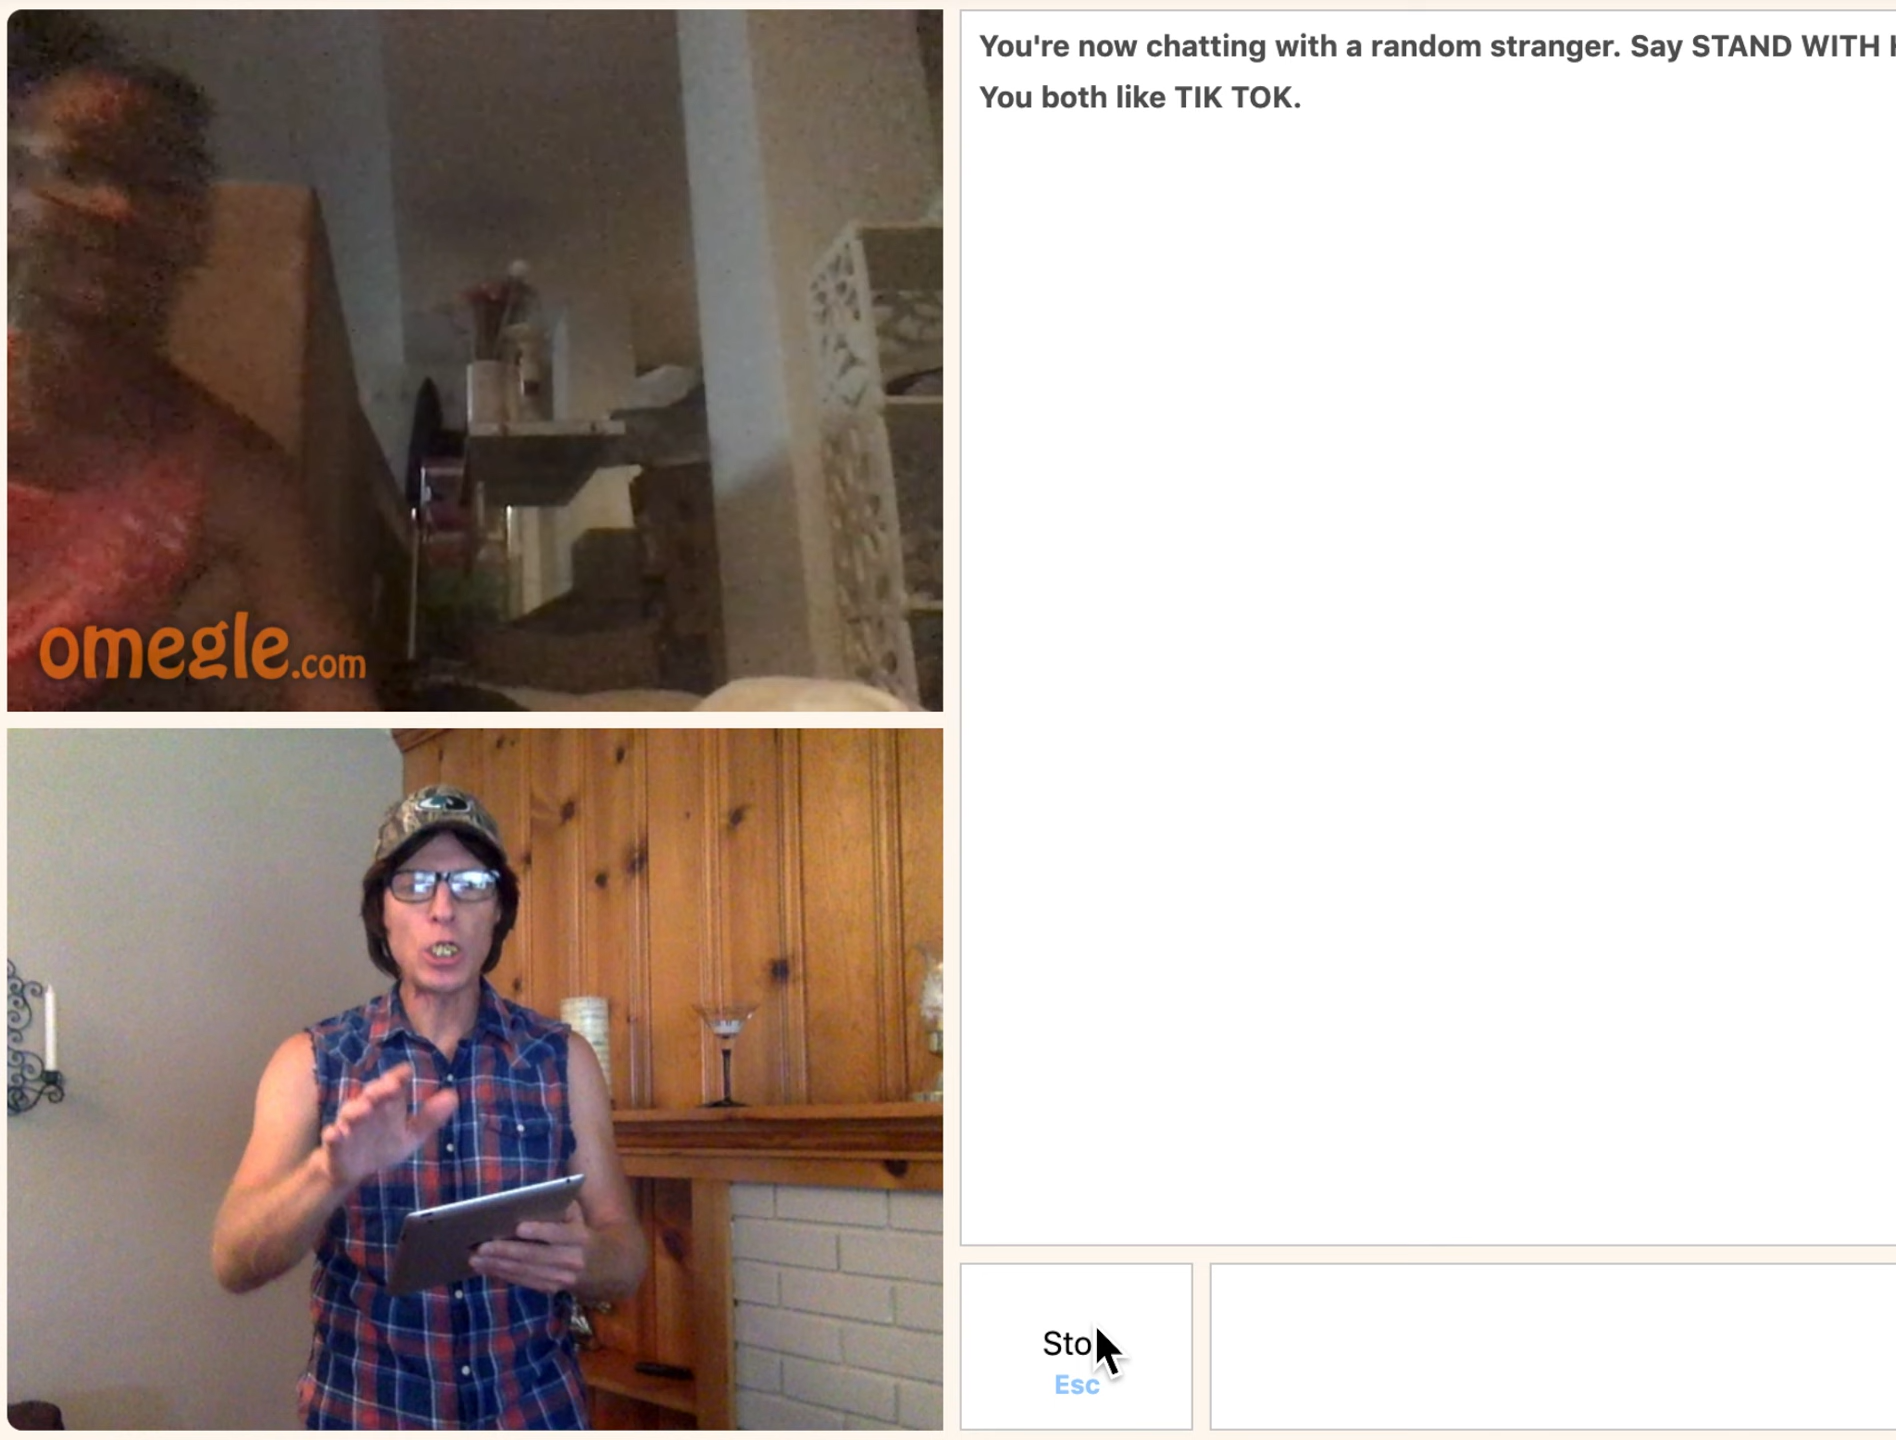 You're now chatting with a random stranger. Say STAND WITH
You both like TIK TOK.
omegle.com
Sto
Esc